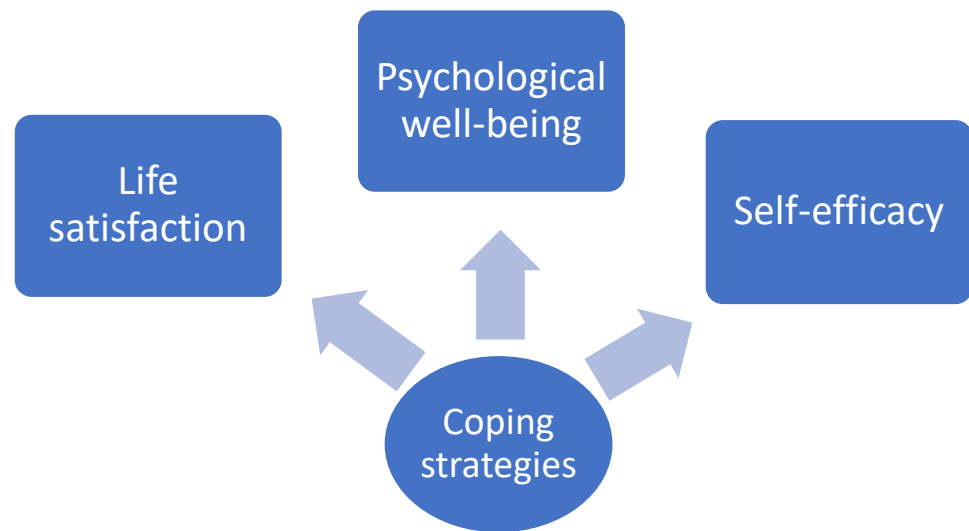 Psychological
well-being
Life
satisfaction
Self-efficacy
Coping
strategies